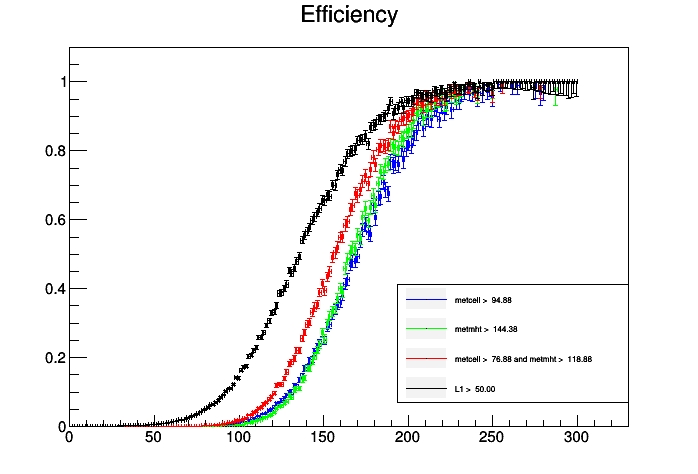 Efficiency
1
0.8
0.6
0.4
0.2
0
0 50 100 150 200 250 300
metcell > 94.88
metmht > 144.38
metcell > 76.88 and metmht > 118.88
L1 > 50.00